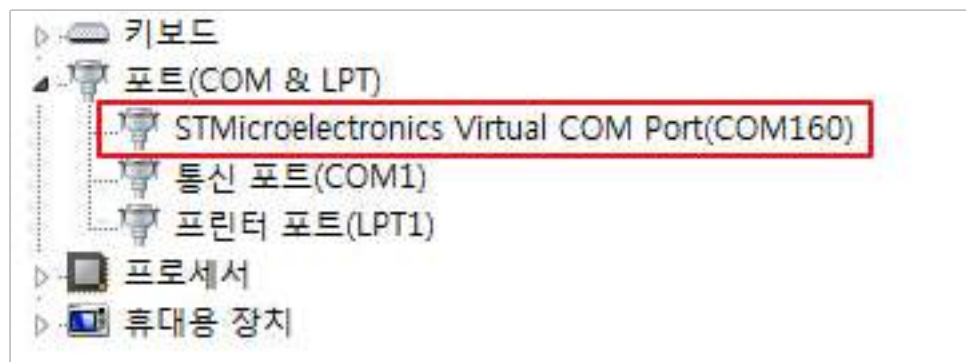 키보드
포트(COM & LPT)
STMicroelectronics Virtual COM Port(COM160)
통신 포트(COM1)
프린터 포트(LPT1)
프로세서
휴대용 장치